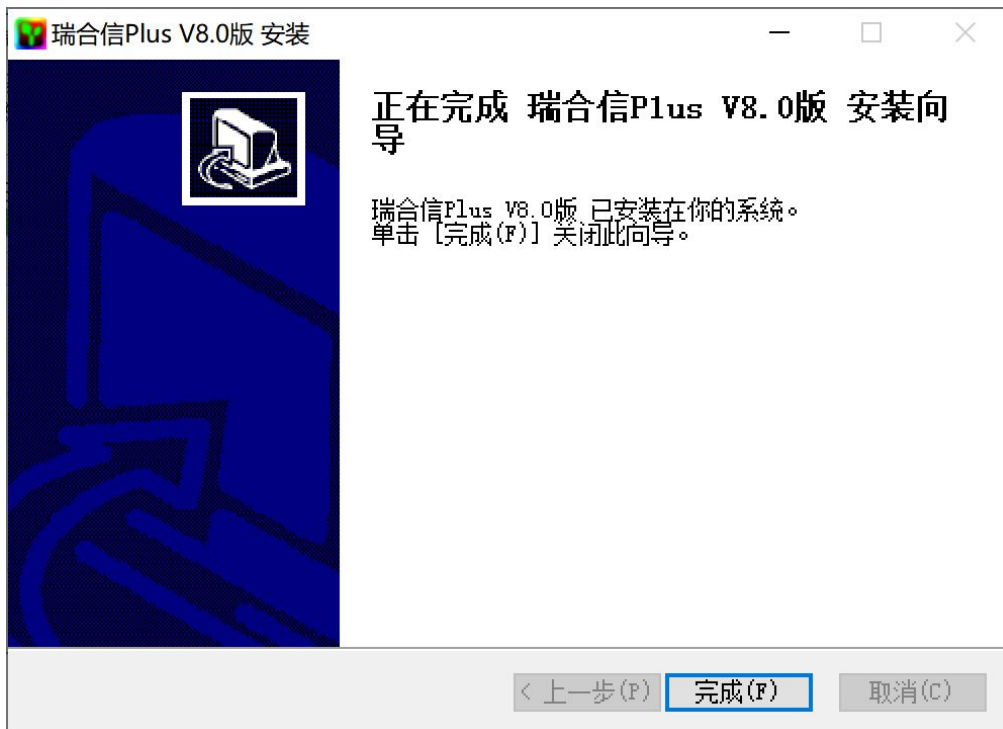 瑞合信Plus V8.0版 安装
正在完成 瑞合信Plus V8.0版 安装向
导
瑞合信Plus V8.0版 已安装在你的系统。
单击 [完成(F)] 关闭此向导。
< 上一步(P) 完成(F) 取消(C)